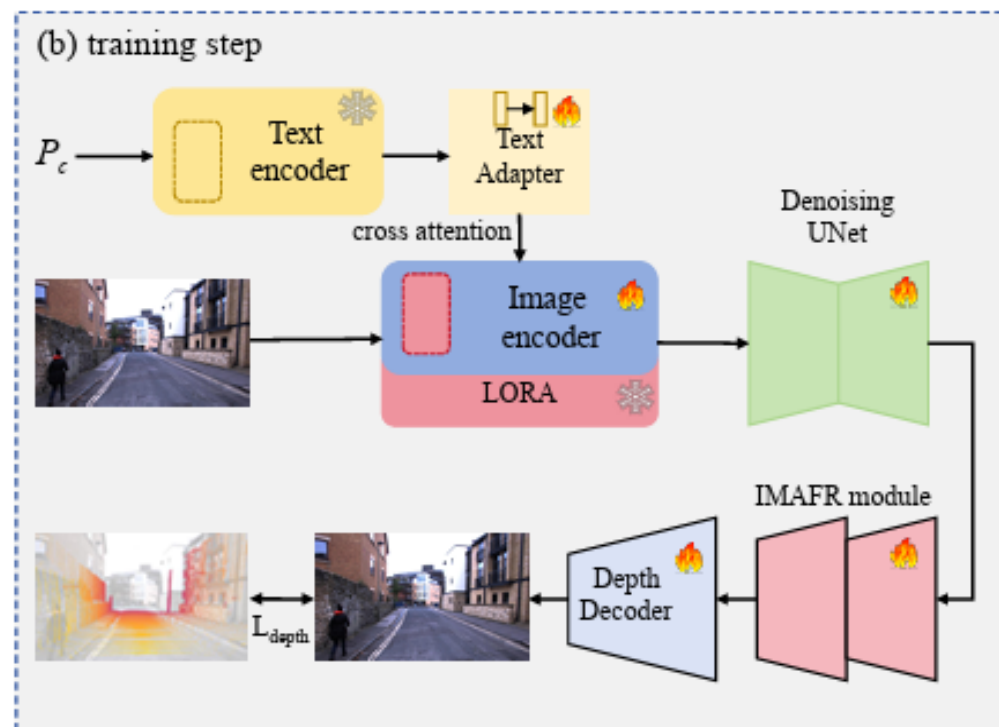 (b) training step
P_c
Text
encoder
Text
Adapter
cross attention
Denoising
UNet
Image
encoder
LORA
IMAFR module
Depth
Decoder
L_depth